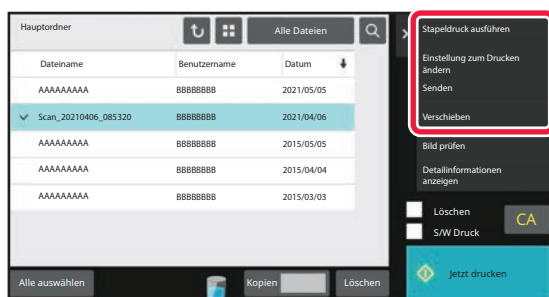 Hauptordner
Alle Dateien
Dateiname Benutzername Datum
AAAAAAAAA BBBBBBBB 2021/05/05
Scan_20210406_085320 BBBBBBBB 2021/04/06
AAAAAAAAA BBBBBBBB 2015/05/05
AAAAAAAAA BBBBBBBB 2015/04/04
AAAAAAAAA BBBBBBBB 2015/03/03
Alle auswählen
Kopien
Löschen
Stapeldruck ausführen
Einstellung zum Drucken
ändern
Senden
Verschieben
Bild prüfen
Detailinformationen
anzeigen
Löschen
S/W Druck
CA
Jetzt drucken